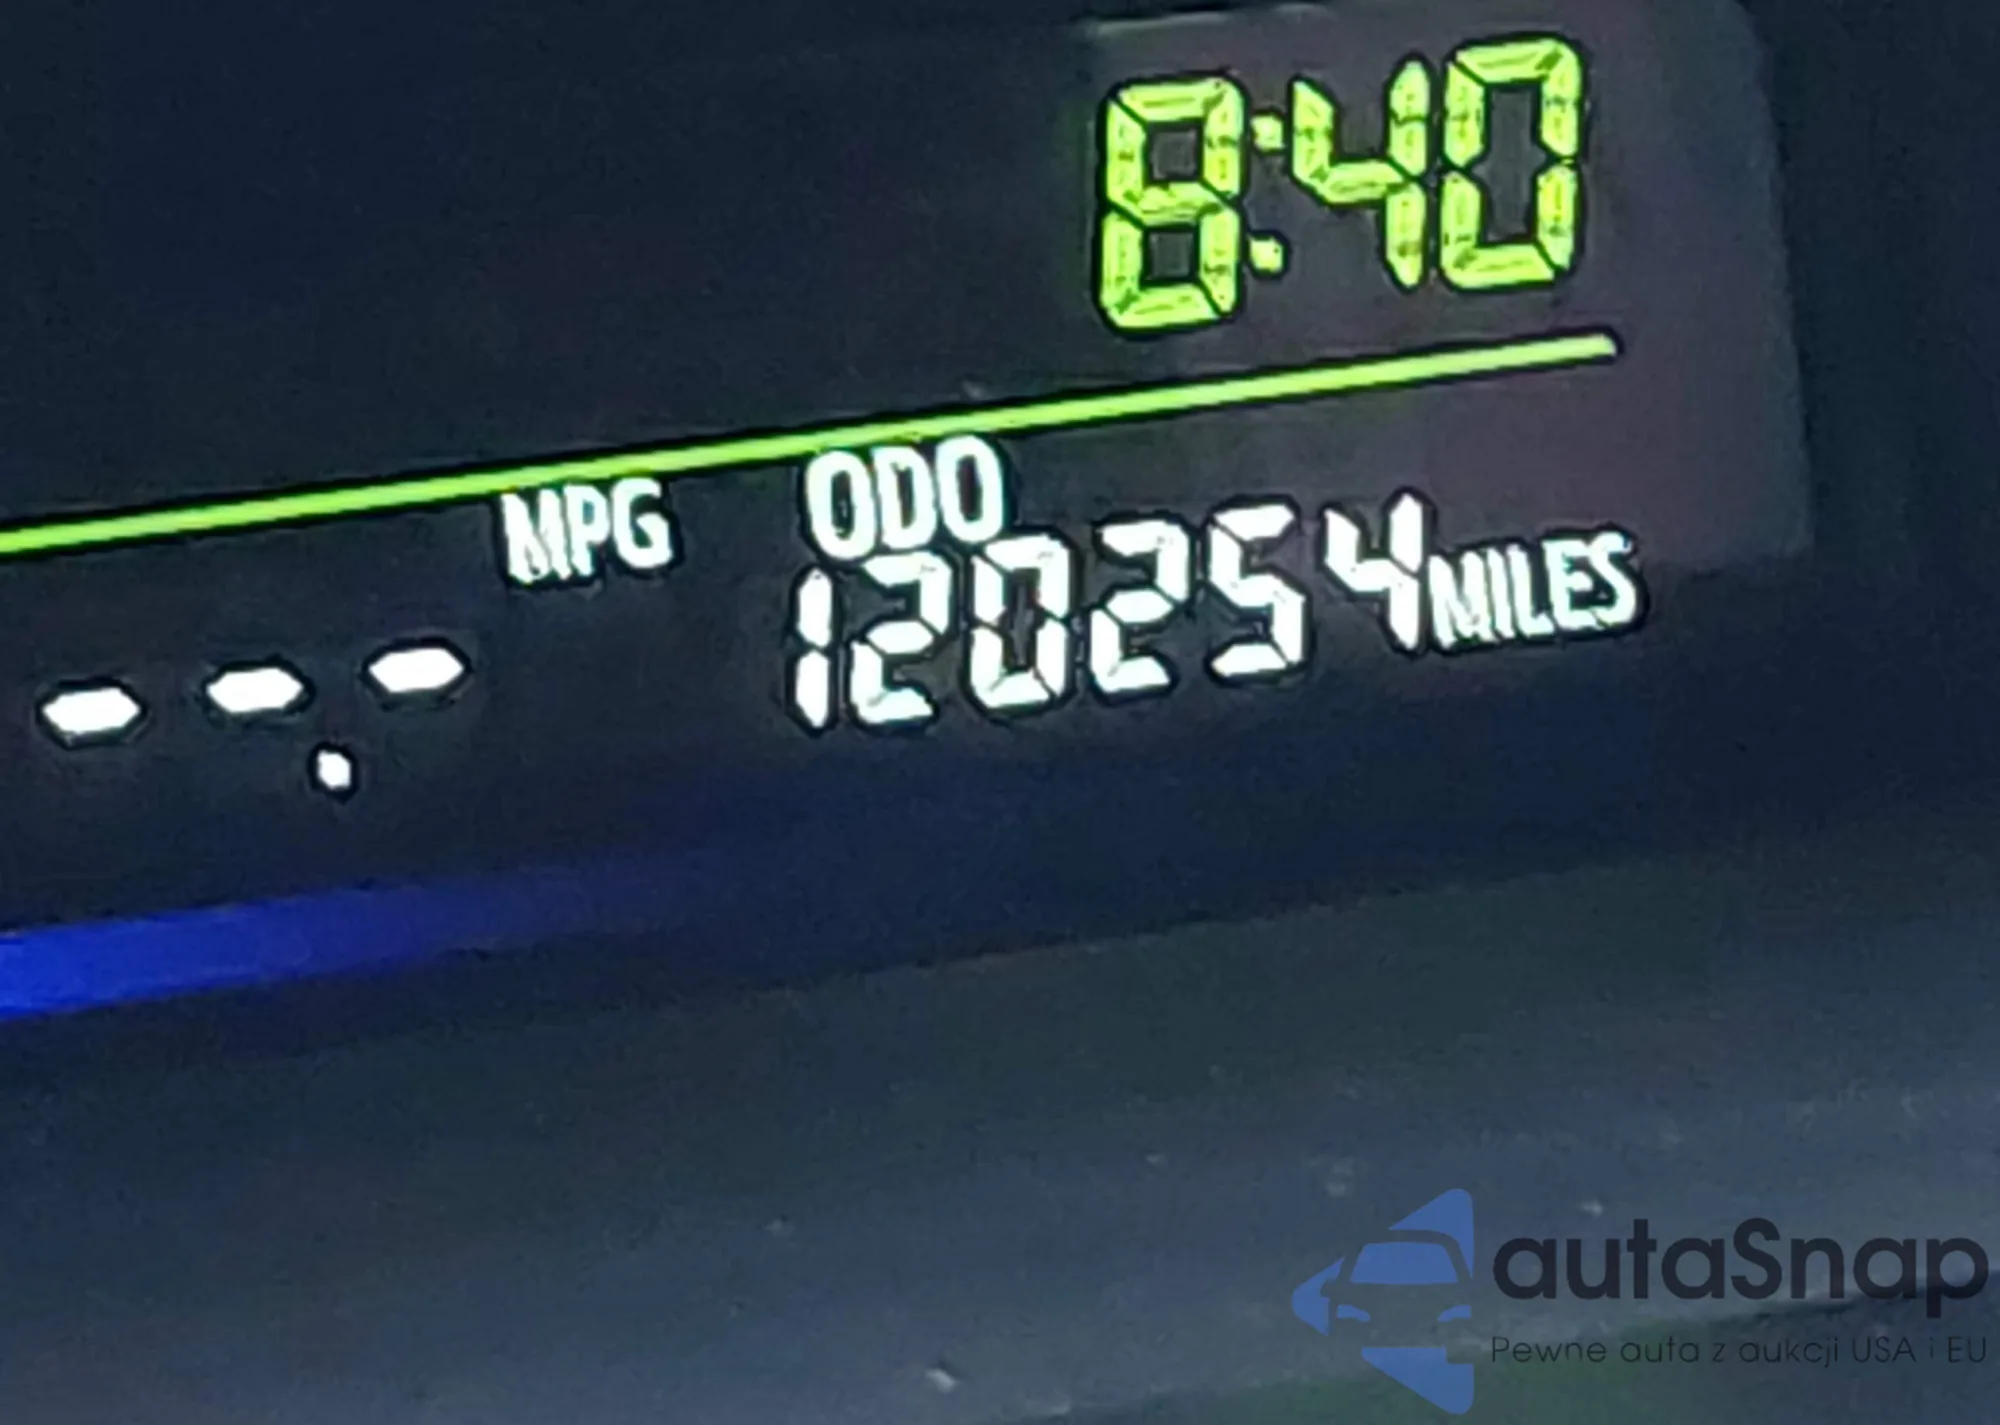 8:40
MPG ODO
--.- 120254 MILES
autaSnap
Pewne auta z aukcji USA i EU